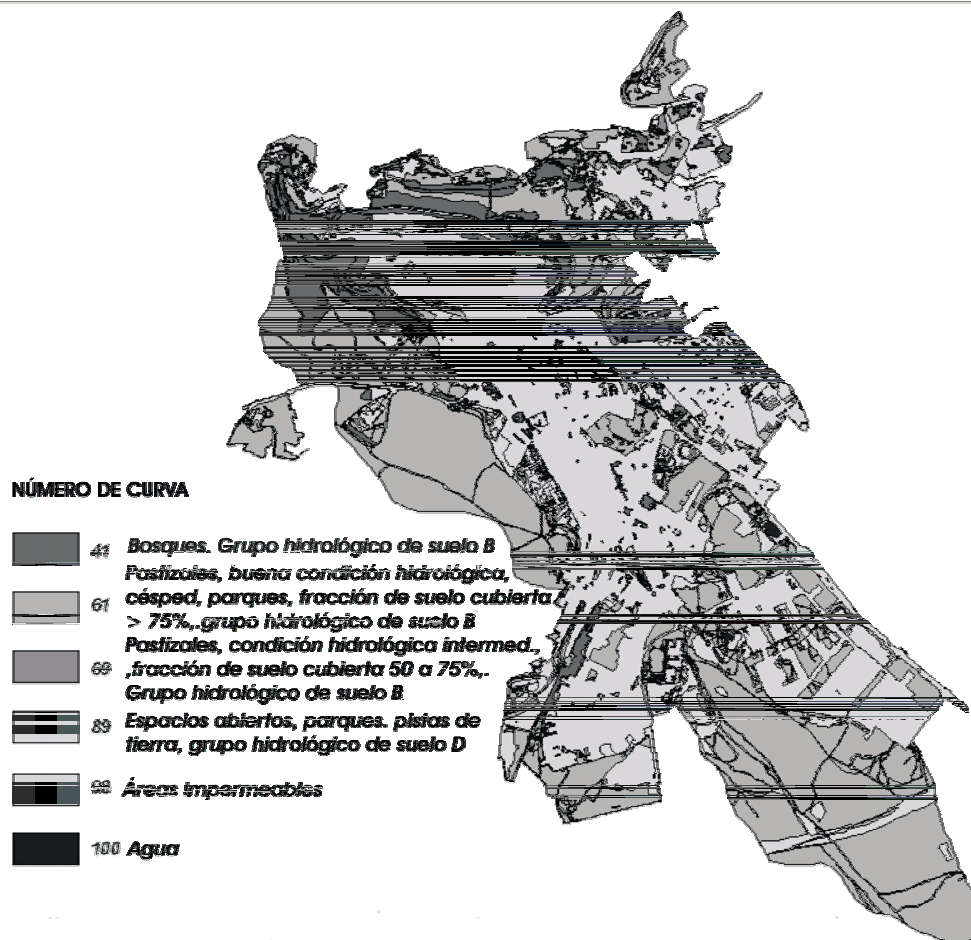 NÚMERO DE CURVA
41 Bosques. Grupo hidrológico de suelo B
Pastizales, buena condición hidrológica,
61 césped, parques, fracción de suelo cubierta
> 75%,.grupo hidrológico de suelo B
Pastizales, condición hidrológica intermed.,
69 ,fracción de suelo cubierta 50 a 75%,.
Grupo hidrológico de suelo B
89 Espacios abiertos, parques. pistas de
tierra, grupo hidrológico de suelo D
98 Áreas Impermeables
100 Agua